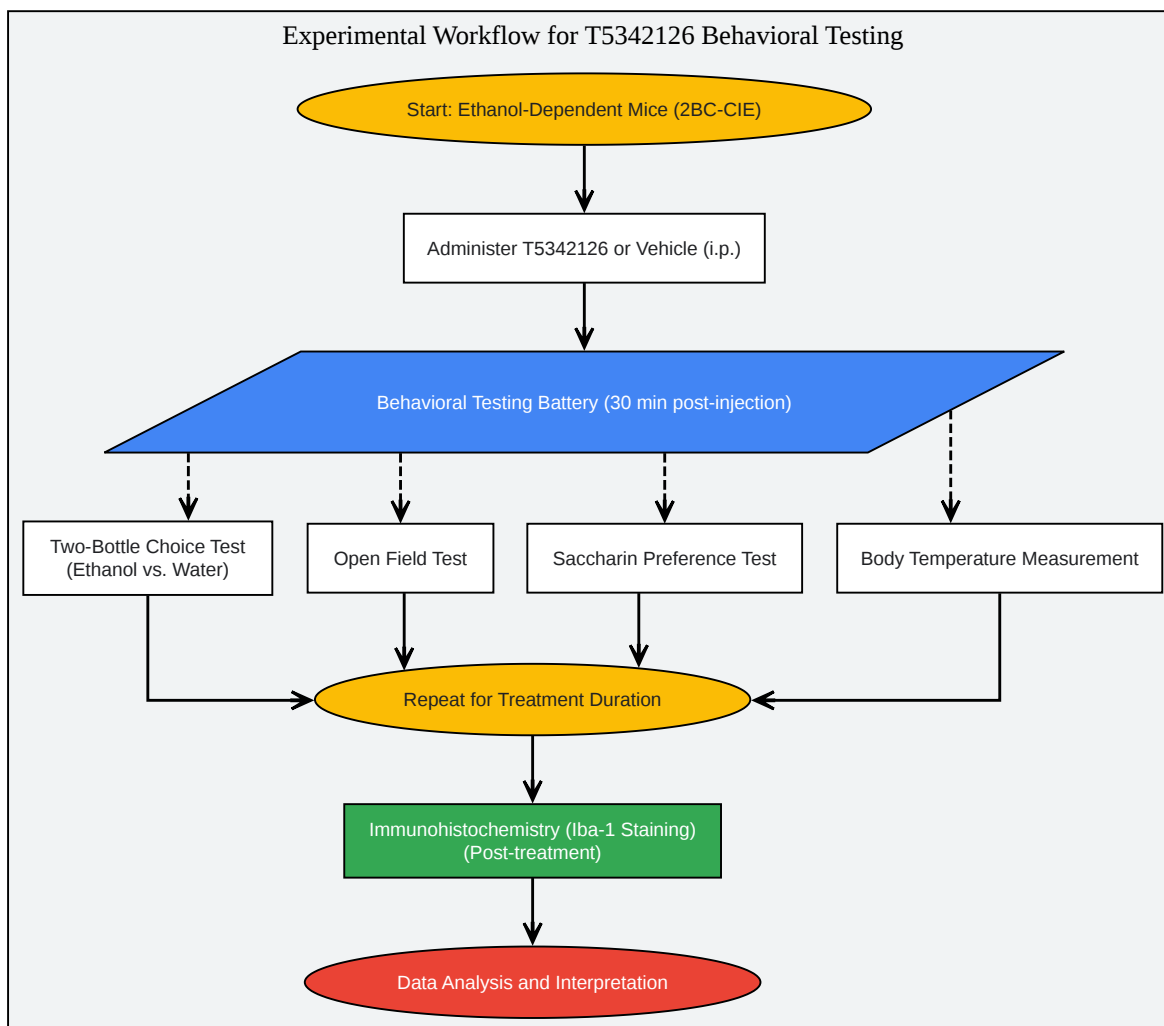 Experimental Workflow for T5342126 Behavioral Testing
Start: Ethanol-Dependent Mice (2BC-CIE)
Administer T5342126 or Vehicle (i.p.)
Behavioral Testing Battery (30 min post-injection)
Two-Bottle Choice Test
(Ethanol vs. Water)
Open Field Test
Saccharin Preference Test
Body Temperature Measurement
Repeat for Treatment Duration
Immunohistochemistry (Iba-1 Staining)
(Post-treatment)
Data Analysis and Interpretation